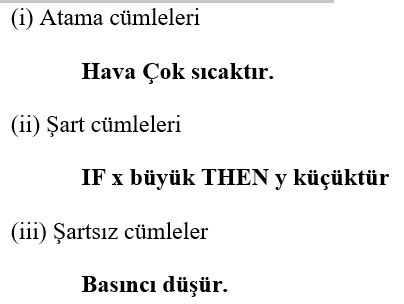 (i) Atama cümleleri
Hava Çok sıcaktır.
(ii) Şart cümleleri
IF x büyük THEN y küçüktür
(iii) Şartsız cümleler
Basıncı düşür.